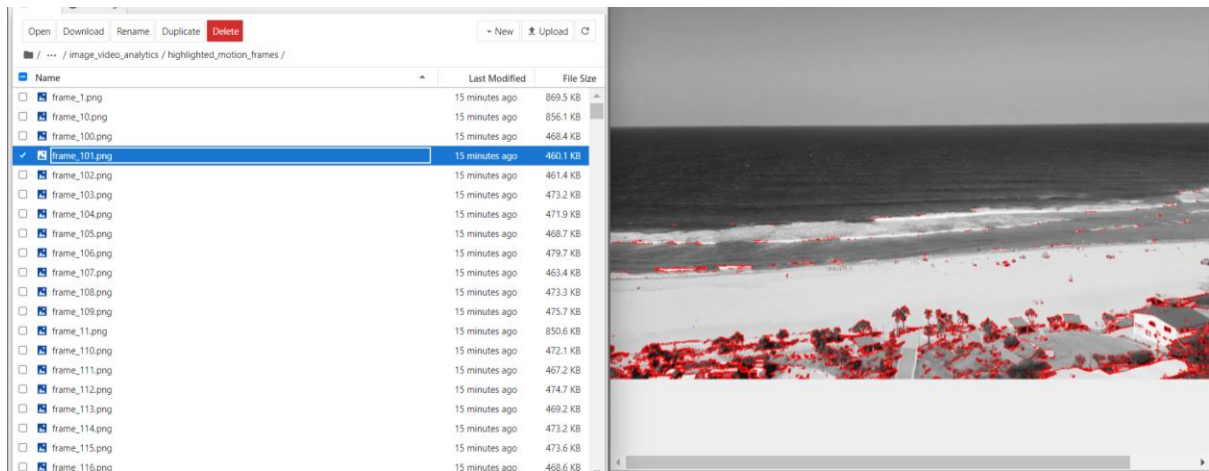 Open Download Rename Duplicate Delete New Upload
/ ··· / image_video_analytics / highlighted_motion_frames /
Name Last Modified File Size
frame_1.png 15 minutes ago 869.5 KB
frame_10.png 15 minutes ago 856.1 KB
frame_100.png 15 minutes ago 468.4 KB
frame_101.png 15 minutes ago 460.1 KB
frame_102.png 15 minutes ago 461.4 KB
frame_103.png 15 minutes ago 473.2 KB
frame_104.png 15 minutes ago 471.9 KB
frame_105.png 15 minutes ago 468.7 KB
frame_106.png 15 minutes ago 479.7 KB
frame_107.png 15 minutes ago 463.4 KB
frame_108.png 15 minutes ago 473.3 KB
frame_109.png 15 minutes ago 475.7 KB
frame_11.png 15 minutes ago 850.6 KB
frame_110.png 15 minutes ago 472.1 KB
frame_111.png 15 minutes ago 467.2 KB
frame_112.png 15 minutes ago 474.7 KB
frame_113.png 15 minutes ago 469.2 KB
frame_114.png 15 minutes ago 473.2 KB
frame_115.png 15 minutes ago 473.6 KB
frame_116.png 15 minutes ago 468.6 KB